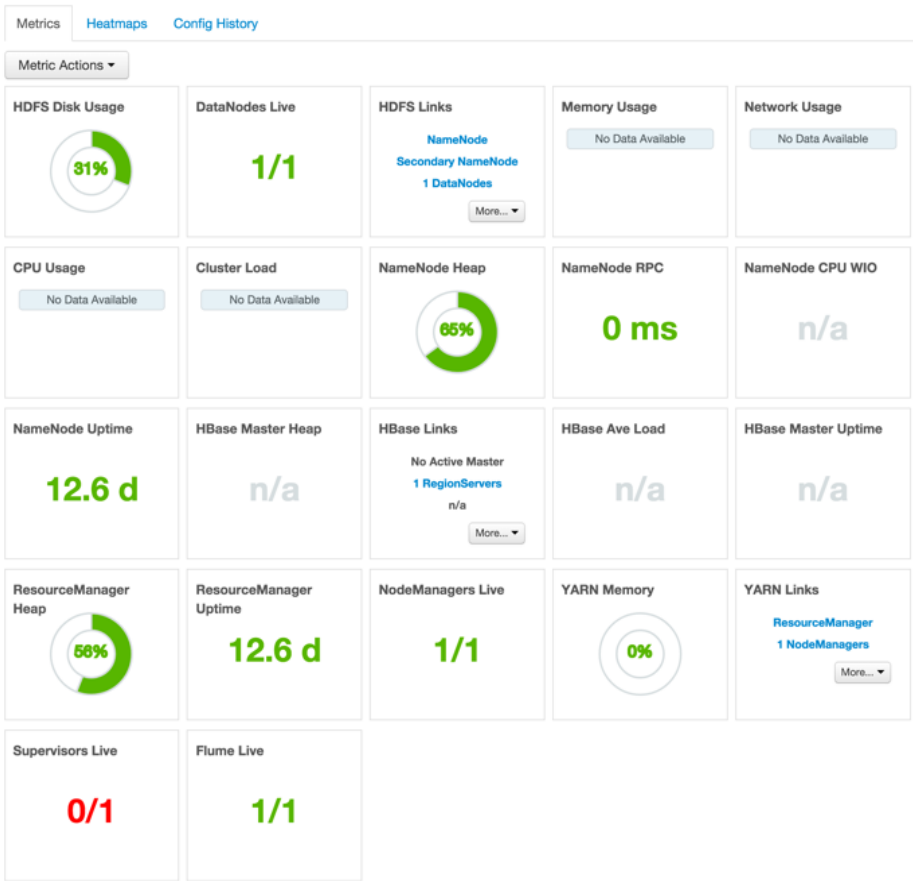 Metrics
Heatmaps
Config History
Metric Actions
HDFS Disk Usage
31%
DataNodes Live
1/1
HDFS Links
NameNode
Secondary NameNode
1 DataNodes
More...
Memory Usage
No Data Available
Network Usage
No Data Available
CPU Usage
No Data Available
Cluster Load
No Data Available
NameNode Heap
65%
NameNode RPC
0 ms
NameNode CPU WIO
n/a
NameNode Uptime
12.6 d
HBase Master Heap
n/a
HBase Links
No Active Master
1 RegionServers
n/a
More...
HBase Ave Load
n/a
HBase Master Uptime
n/a
ResourceManager
Heap
56%
ResourceManager
Uptime
12.6 d
NodeManagers Live
1/1
YARN Memory
0%
YARN Links
ResourceManager
1 NodeManagers
More...
Supervisors Live
0/1
Flume Live
1/1